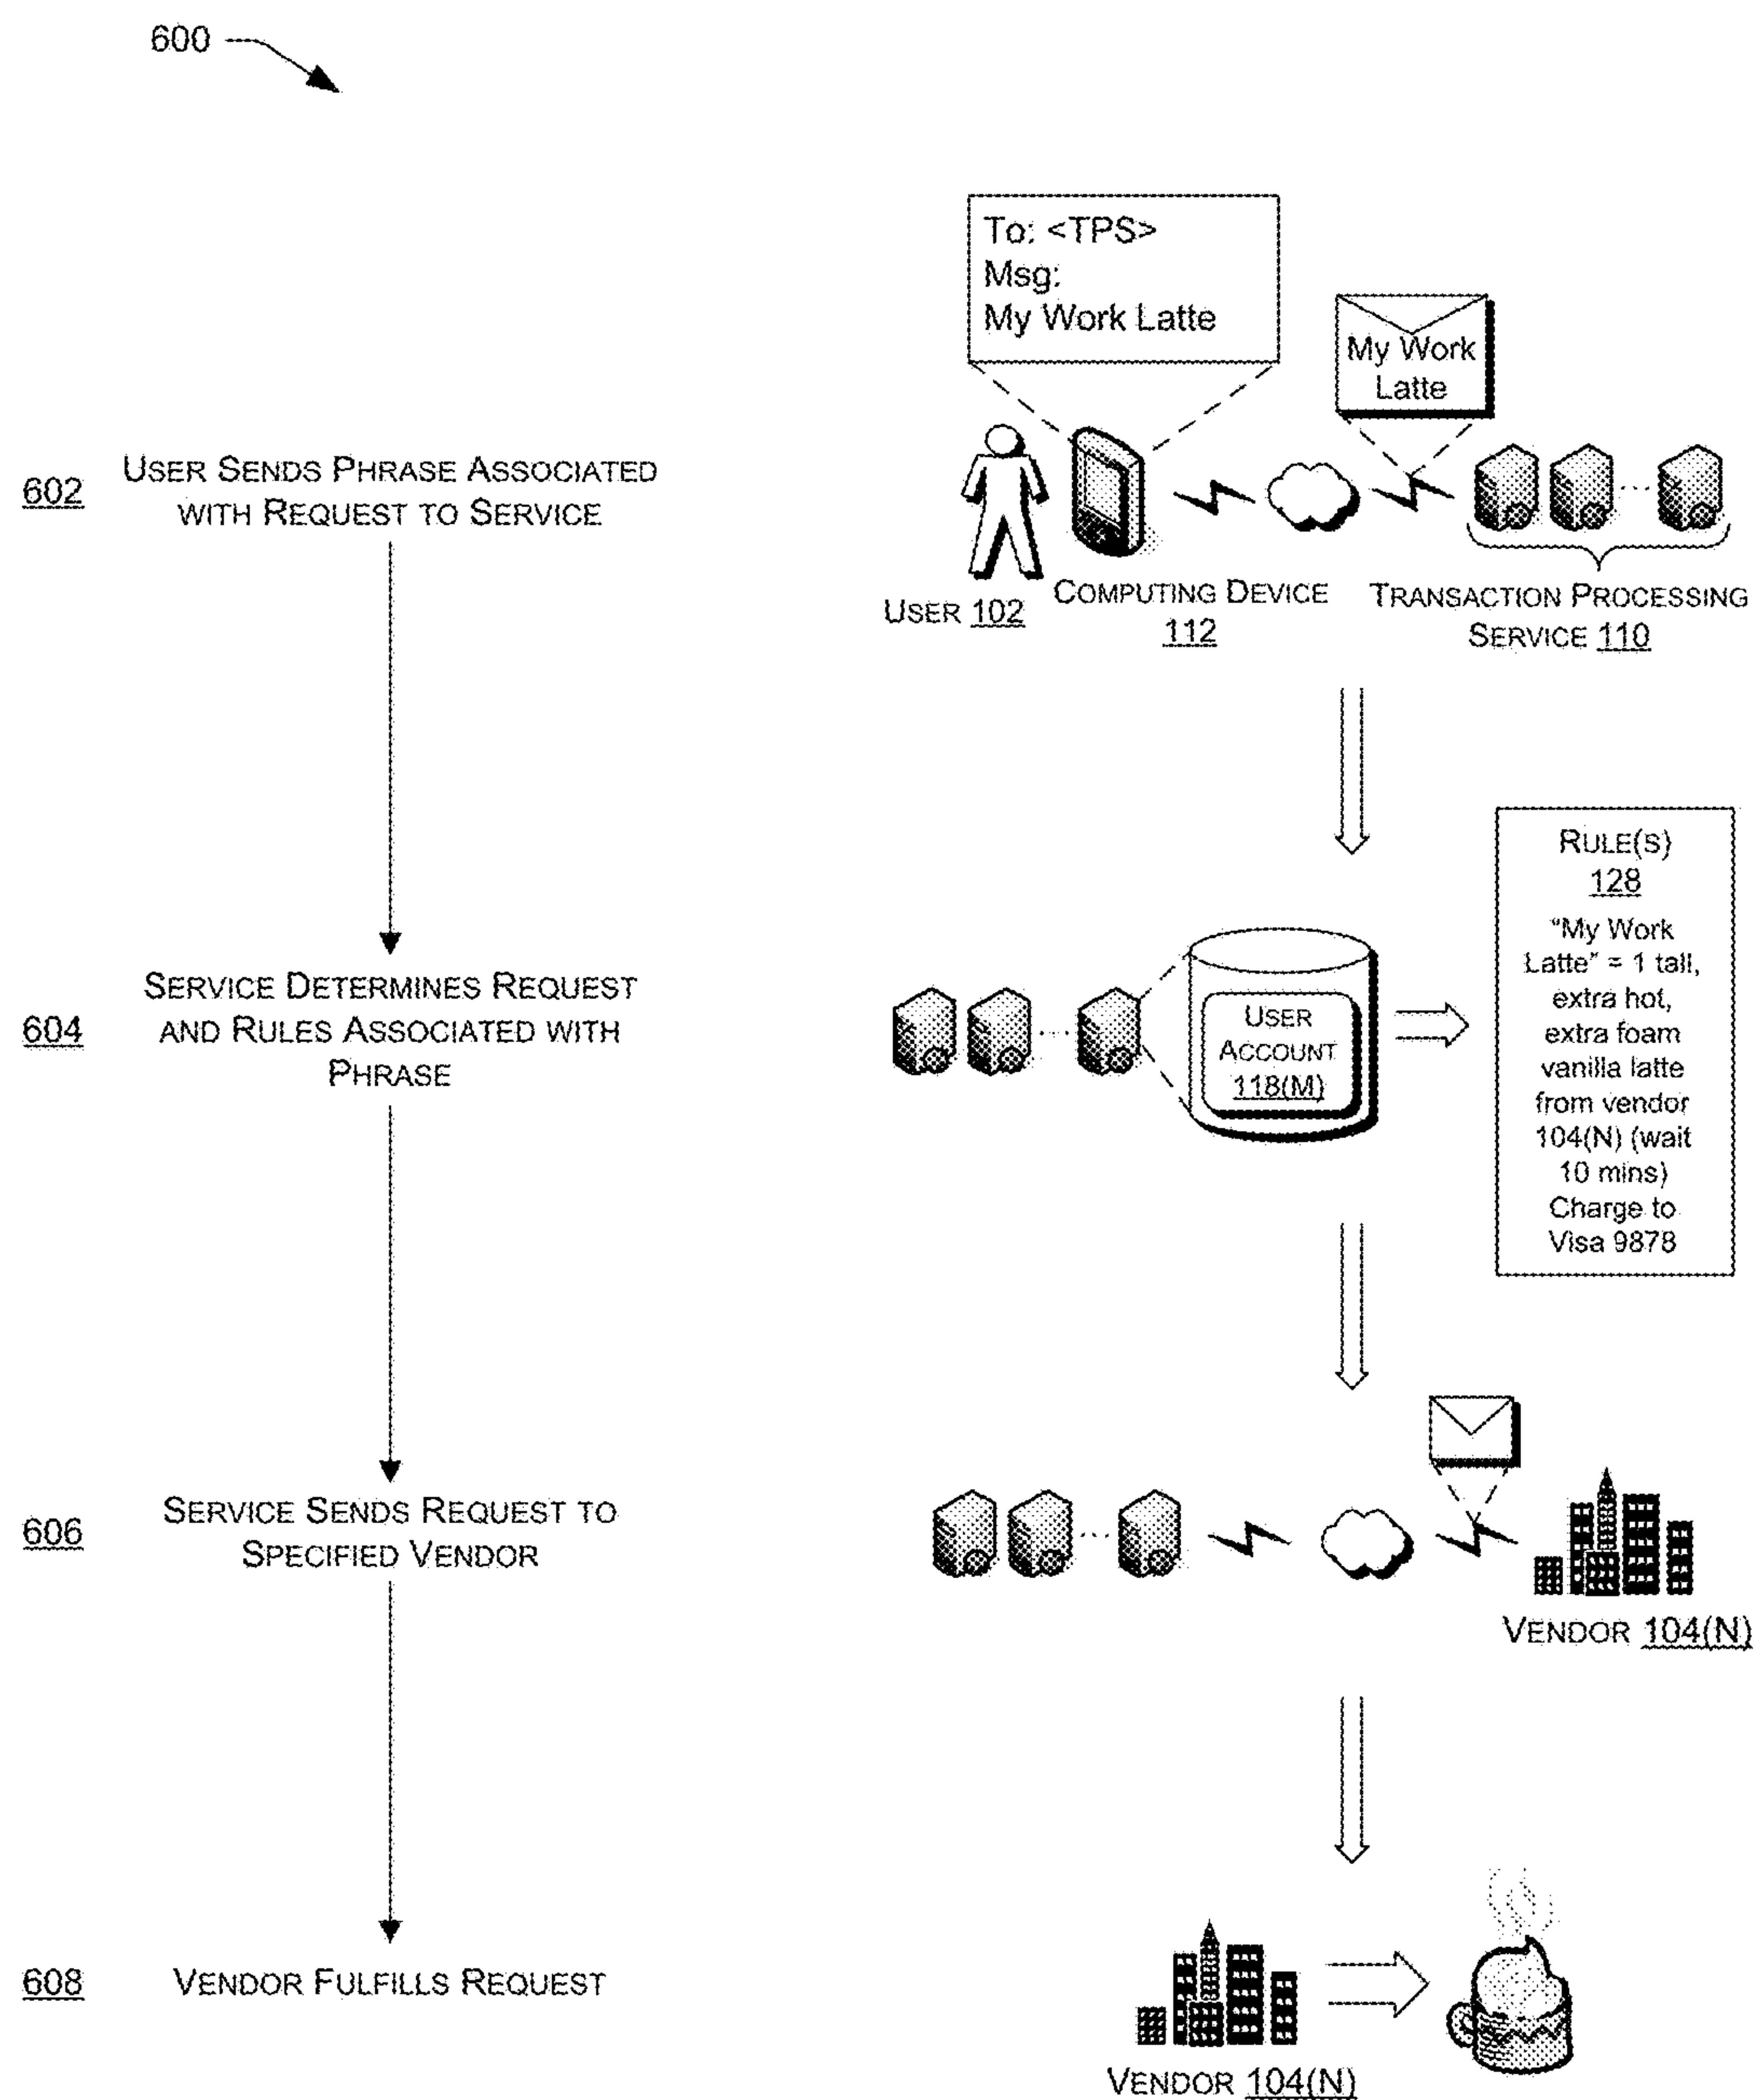 600
To: <TPS>
Msg:
My Work Latte
My Work
Latte
602
USER SENDS PHRASE ASSOCIATED
WITH REQUEST TO SERVICE
USER 102
COMPUTING DEVICE
112
TRANSACTION PROCESSING
SERVICE 110
RULE(S)
128
"My Work
Latte" = 1 tall,
extra hot,
extra foam
vanilla latte
from vendor
104(N) (wait
10 mins)
Charge to
Visa 9878
604
SERVICE DETERMINES REQUEST
AND RULES ASSOCIATED WITH
PHRASE
USER
ACCOUNT
118(M)
606
SERVICE SENDS REQUEST TO
SPECIFIED VENDOR
VENDOR 104(N)
608
VENDOR FULFILLS REQUEST
VENDOR 104(N)